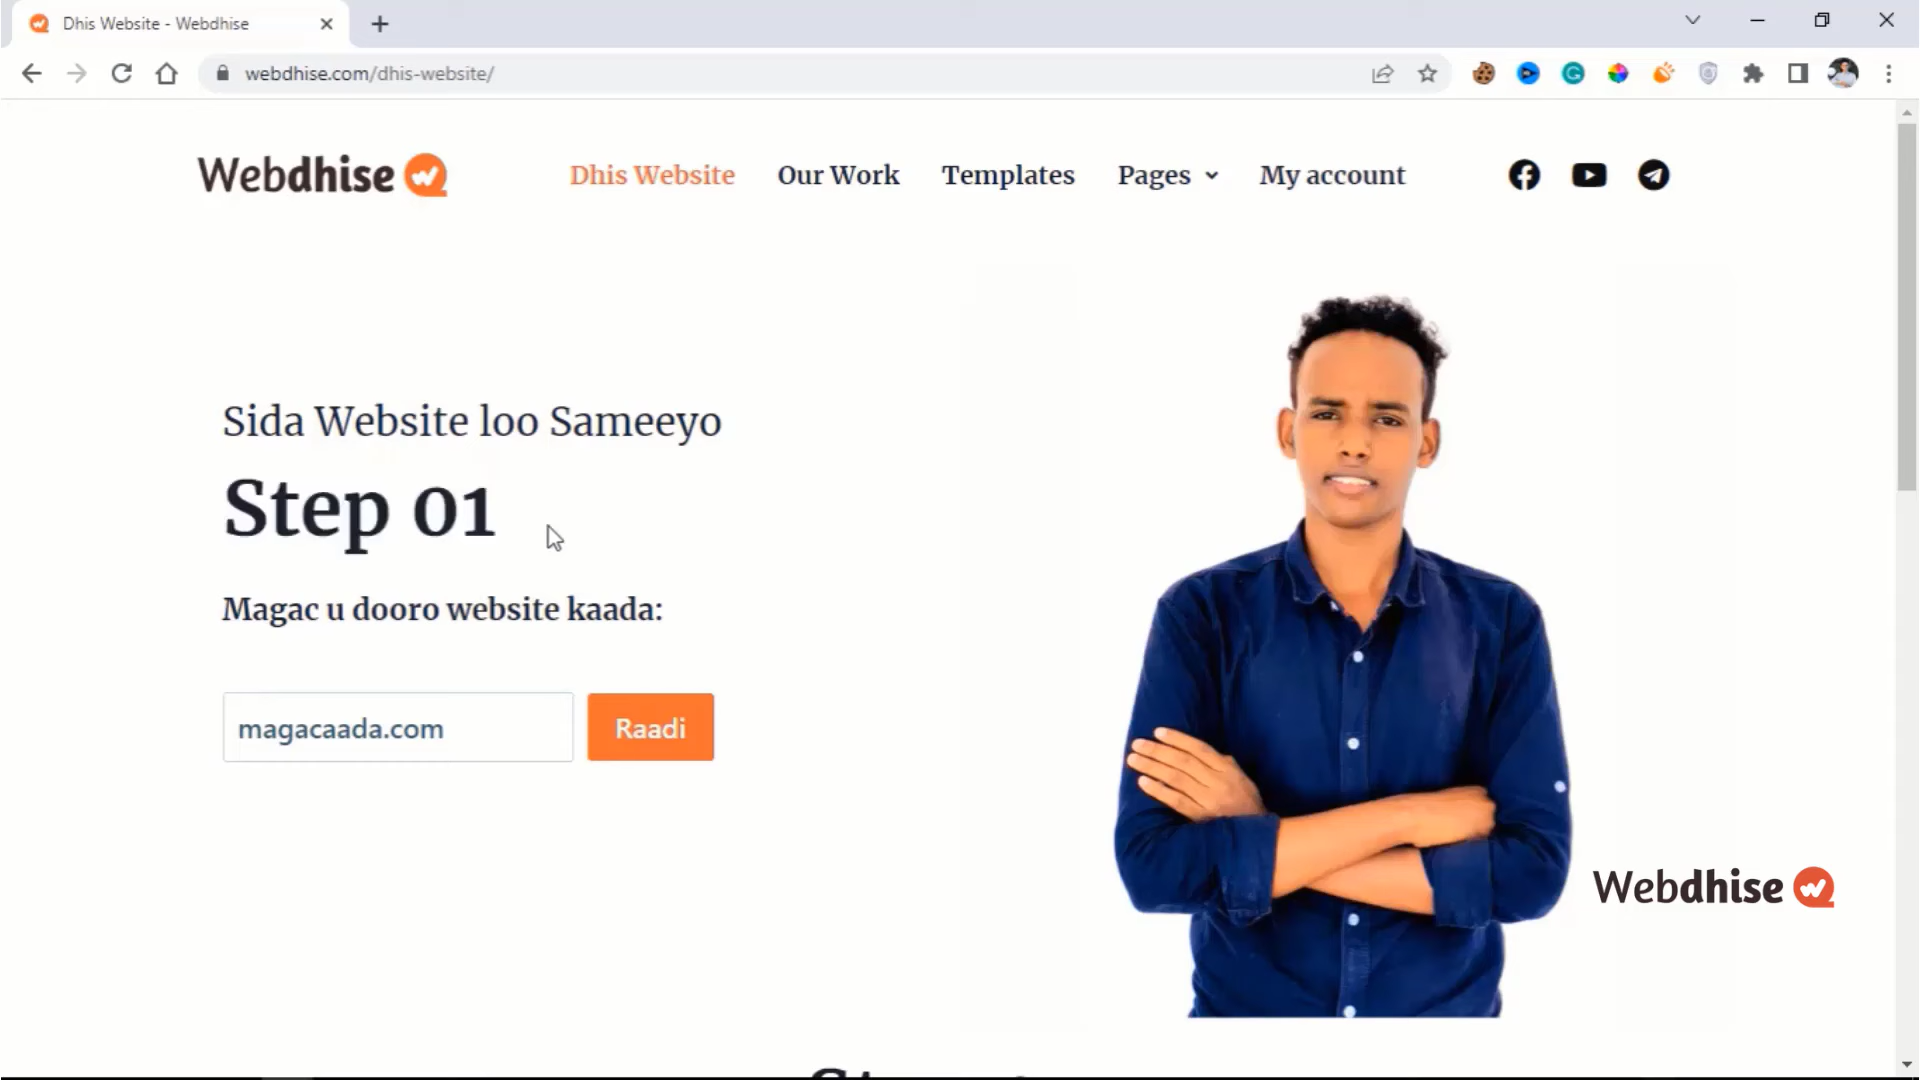 Dhis Website - Webdhise
webdhise.com/dhis-website/
Webdhise
Dhis Website
Our Work
Templates
Pages
My account
Sida Website loo Sameeyo
Step 01
Magac u dooro website kaada:
magacaada.com
Raadi
Webdhise